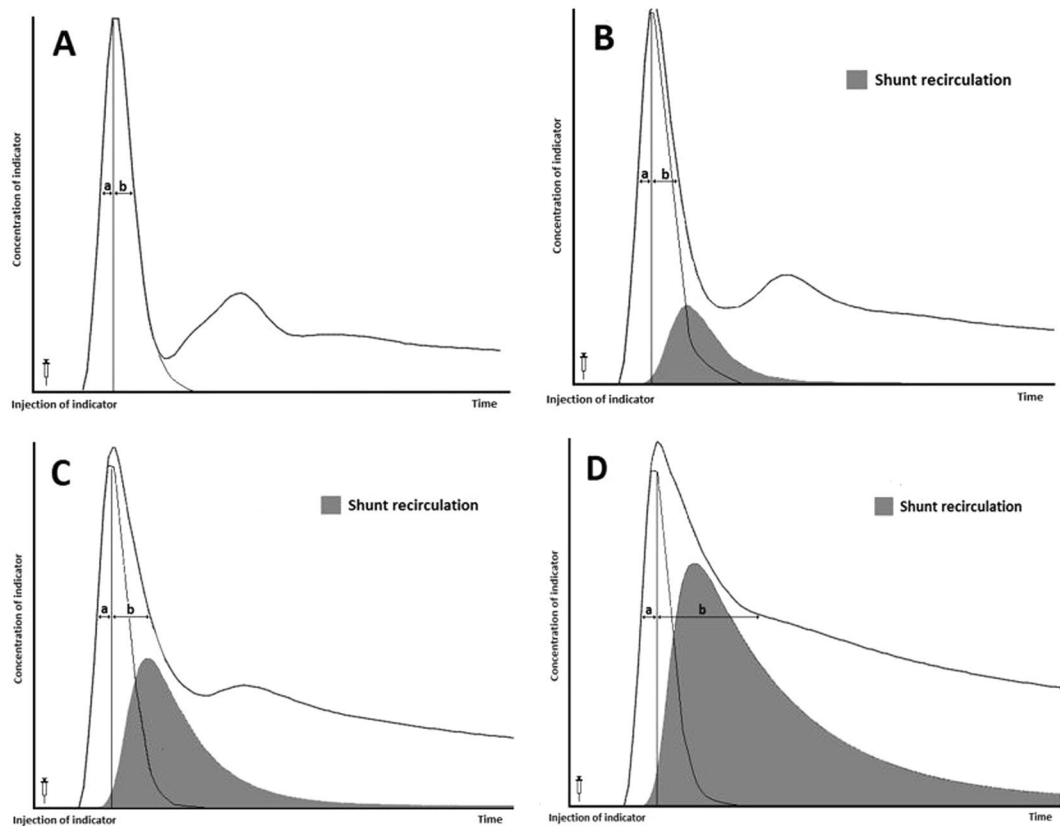 A
Concentration of indicator
a
b
Injection of indicator
Time
B
Shunt recirculation
Concentration of indicator
a
b
Injection of indicator
Time
C
Shunt recirculation
Concentration of indicator
a
b
Injection of indicator
Time
D
Shunt recirculation
Concentration of indicator
a
b
Injection of indicator
Time